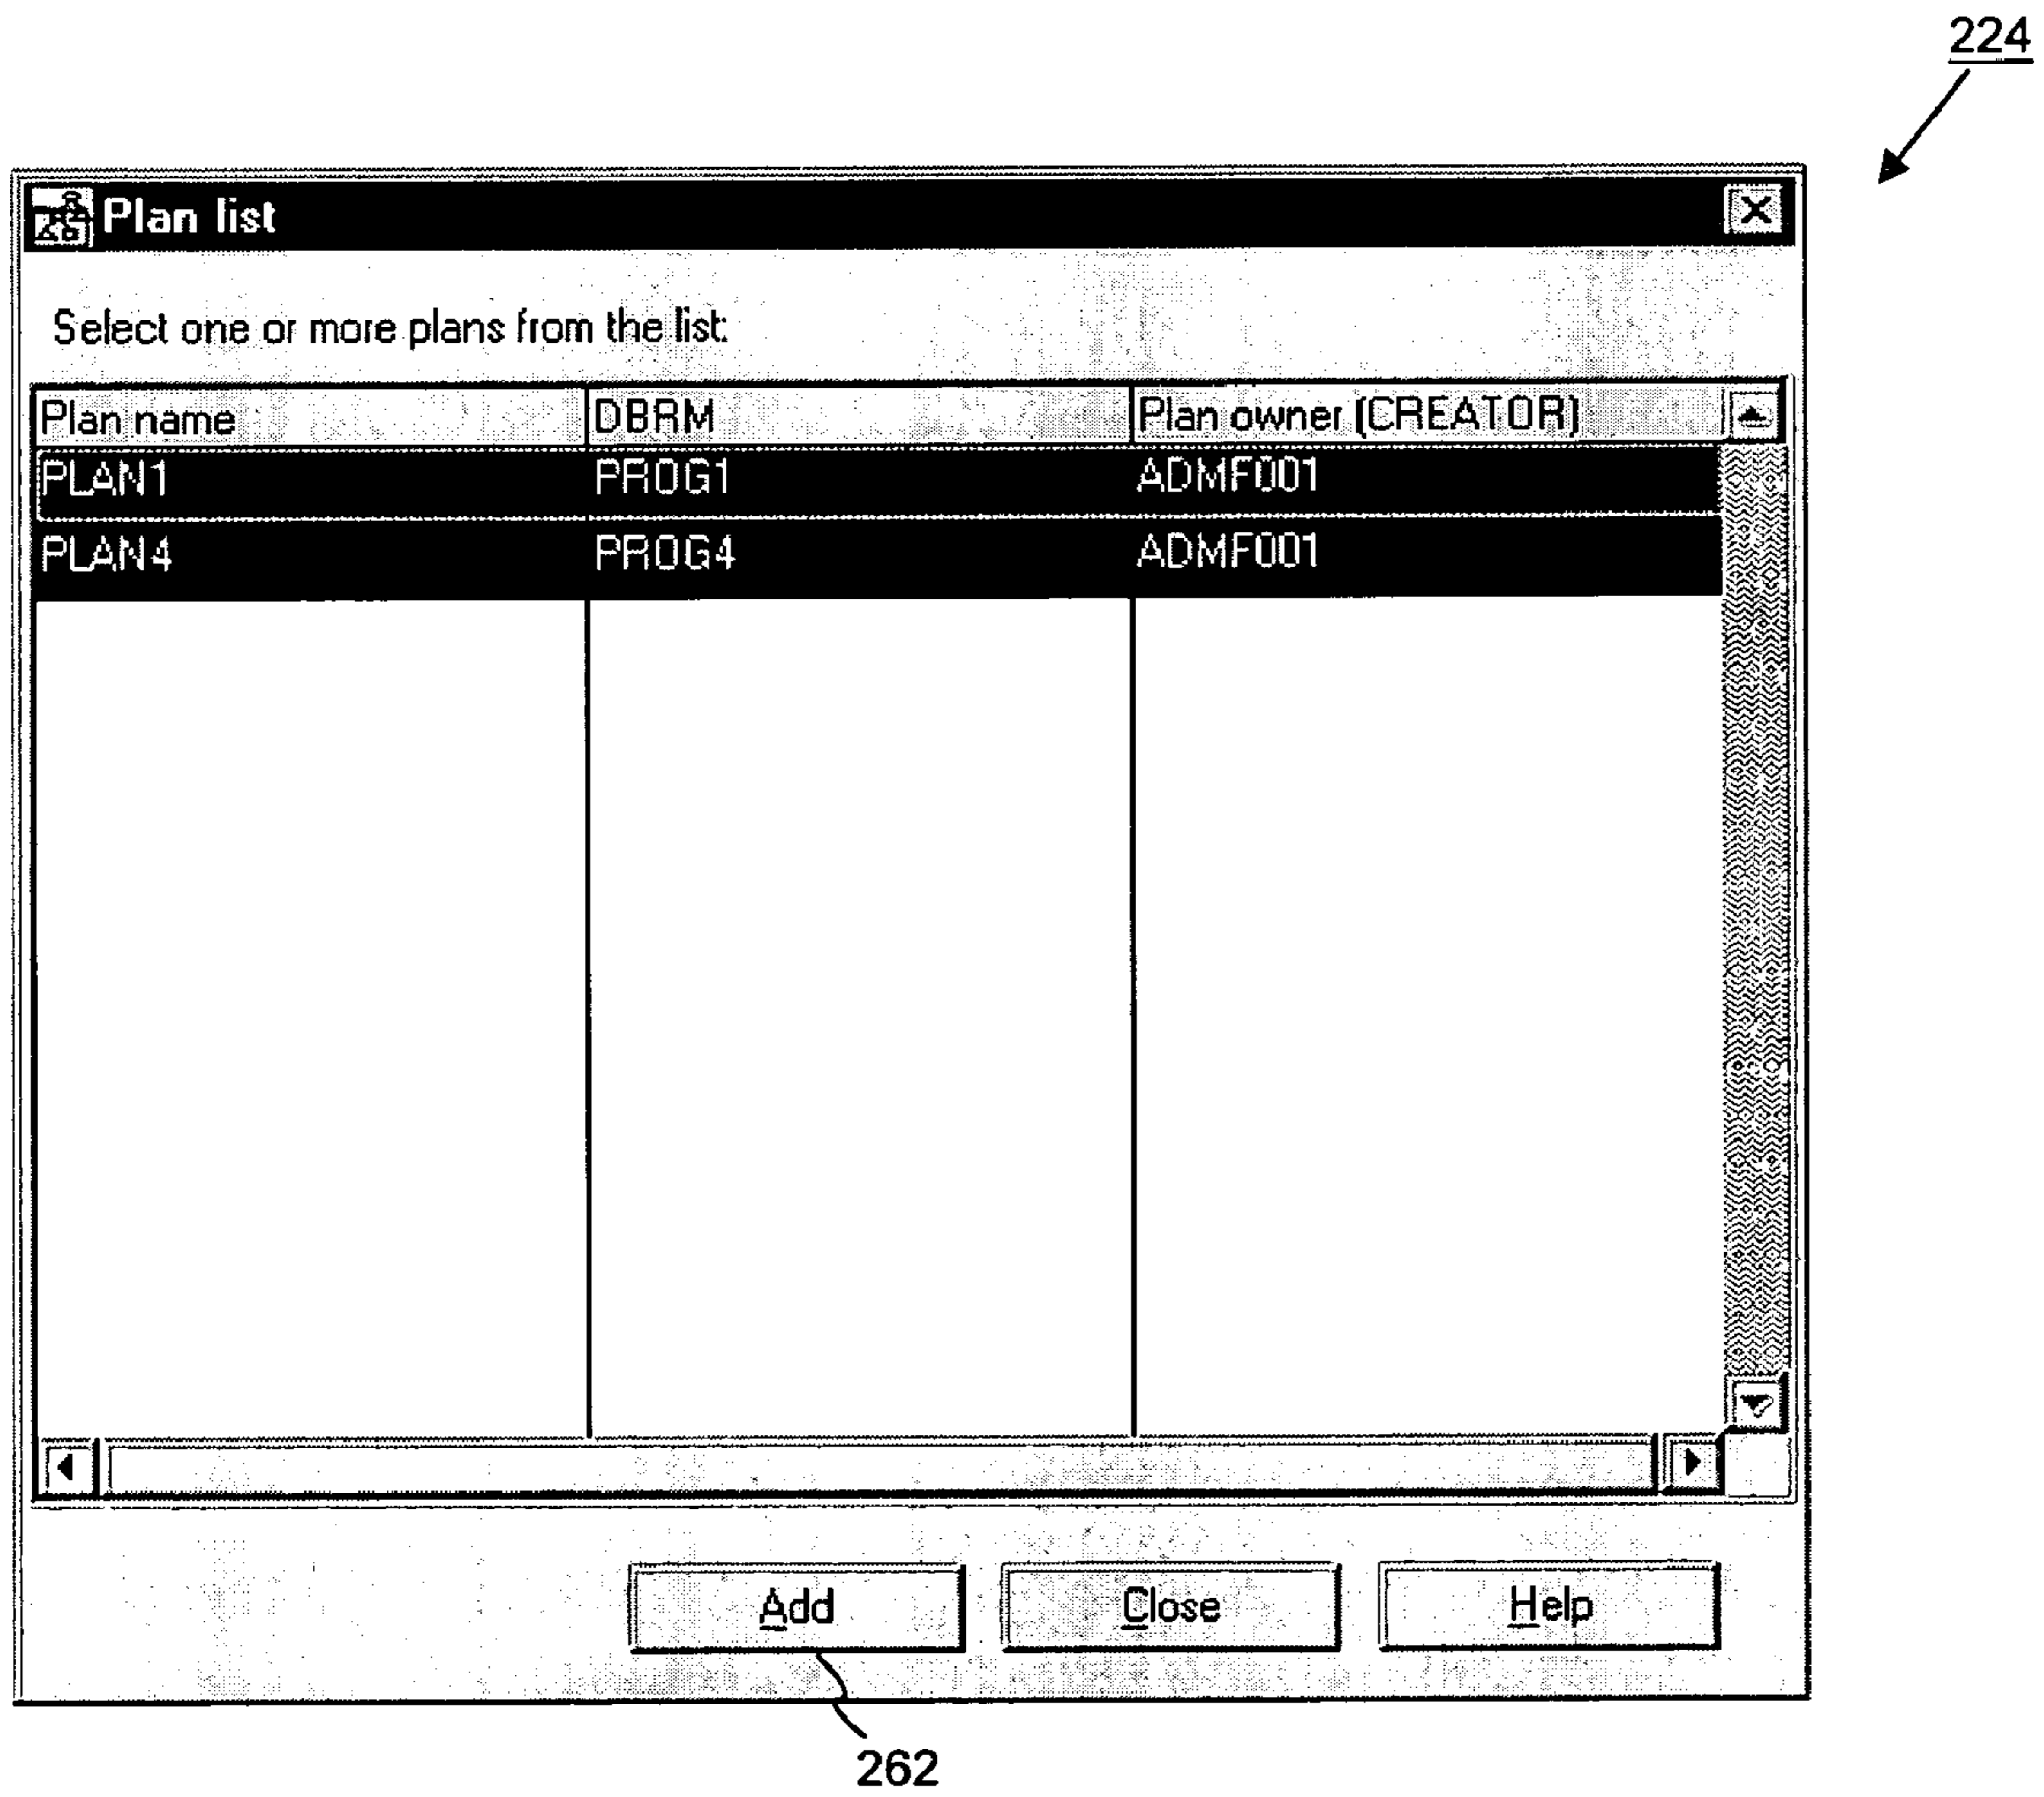 224
Plan list
Select one or more plans from the list:
Plan name DBRM Plan owner (CREATOR)
PLAN1 PROG1 ADMF001
PLAN4 PROG4 ADMF001
Add Close Help
262